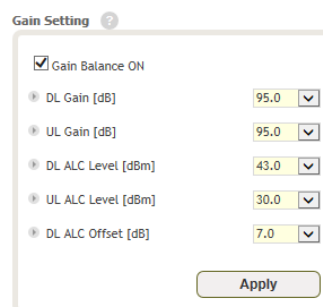 Gain Setting ?
Gain Balance ON
DL Gain [dB] 95.0
UL Gain [dB] 95.0
DL ALC Level [dBm] 43.0
UL ALC Level [dBm] 30.0
DL ALC Offset [dB] 7.0
Apply